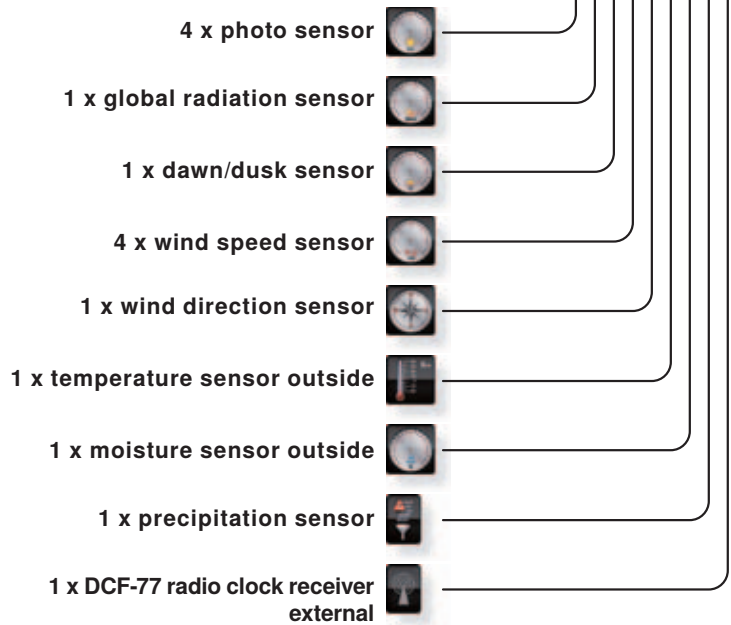 4 x photo sensor
1 x global radiation sensor
1 x dawn/dusk sensor
4 x wind speed sensor
1 x wind direction sensor
1 x temperature sensor outside
1 x moisture sensor outside
1 x precipitation sensor
1 x DCF-77 radio clock receiver
external